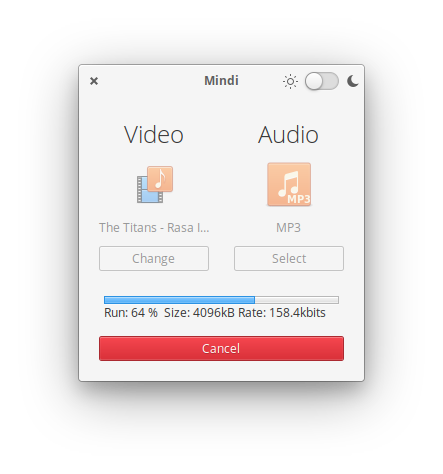 Mindi
Video
Audio
MP3
The Titans - Rasa I...
MP3
Change
Select
Run: 64 % Size: 4096kB Rate: 158.4kbits
Cancel